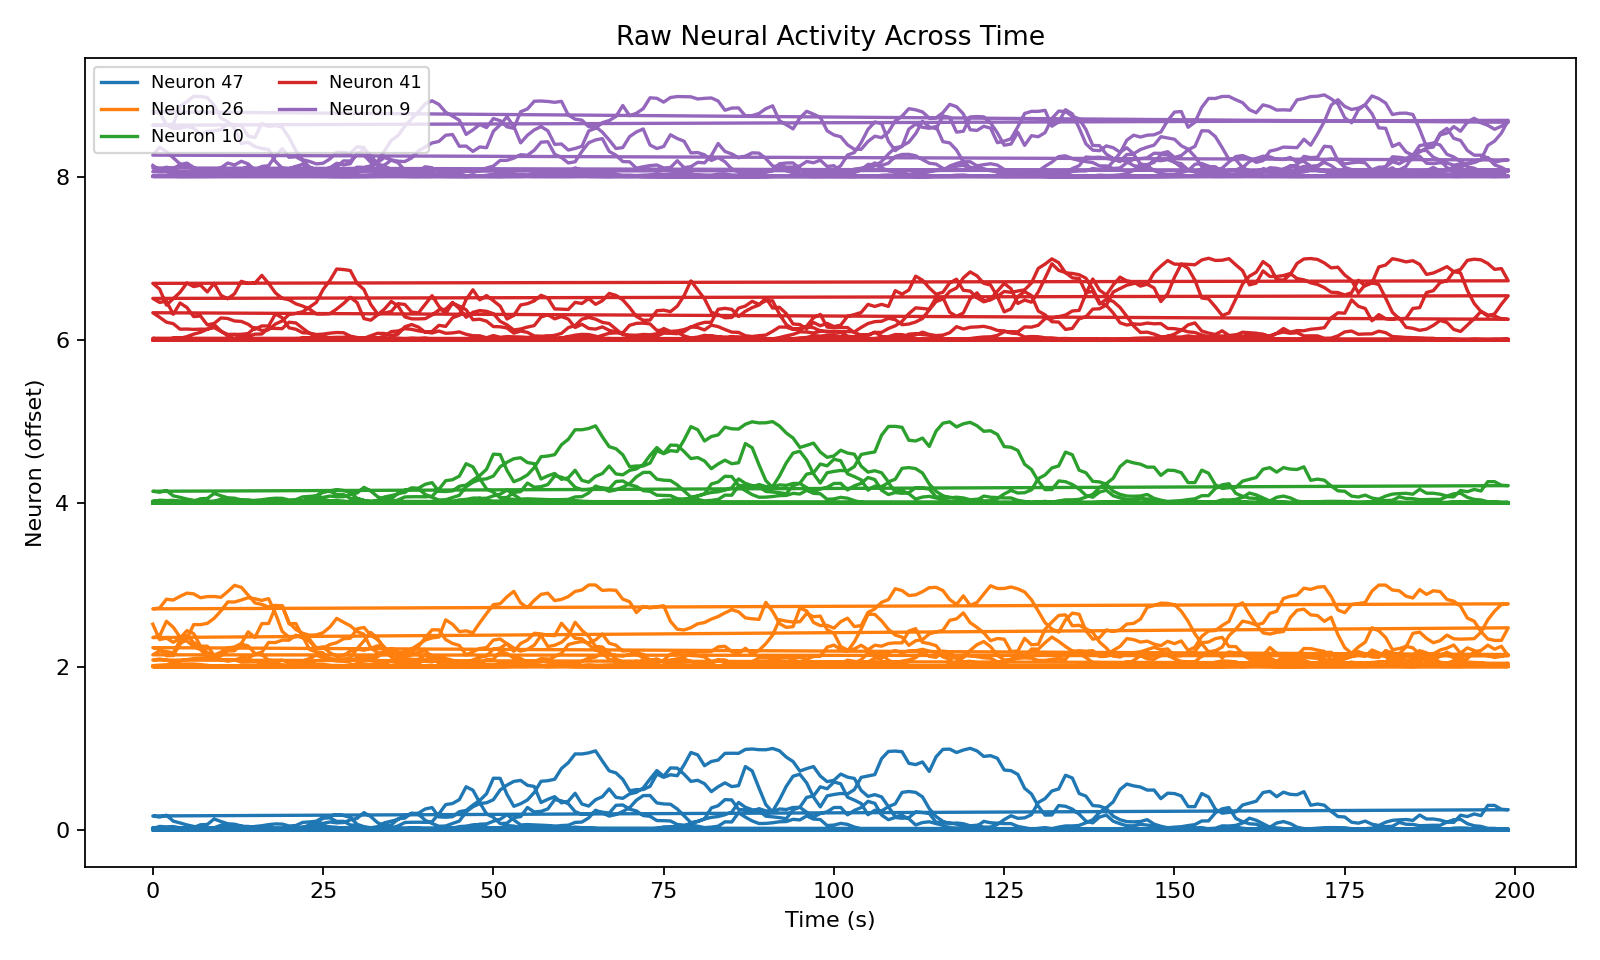 Raw Neural Activity Across Time
Neuron 47
Neuron 26
Neuron 10
Neuron 41
Neuron 9
8
6
4
2
0
Neuron (offset)
0 25 50 75 100 125 150 175 200
Time (s)